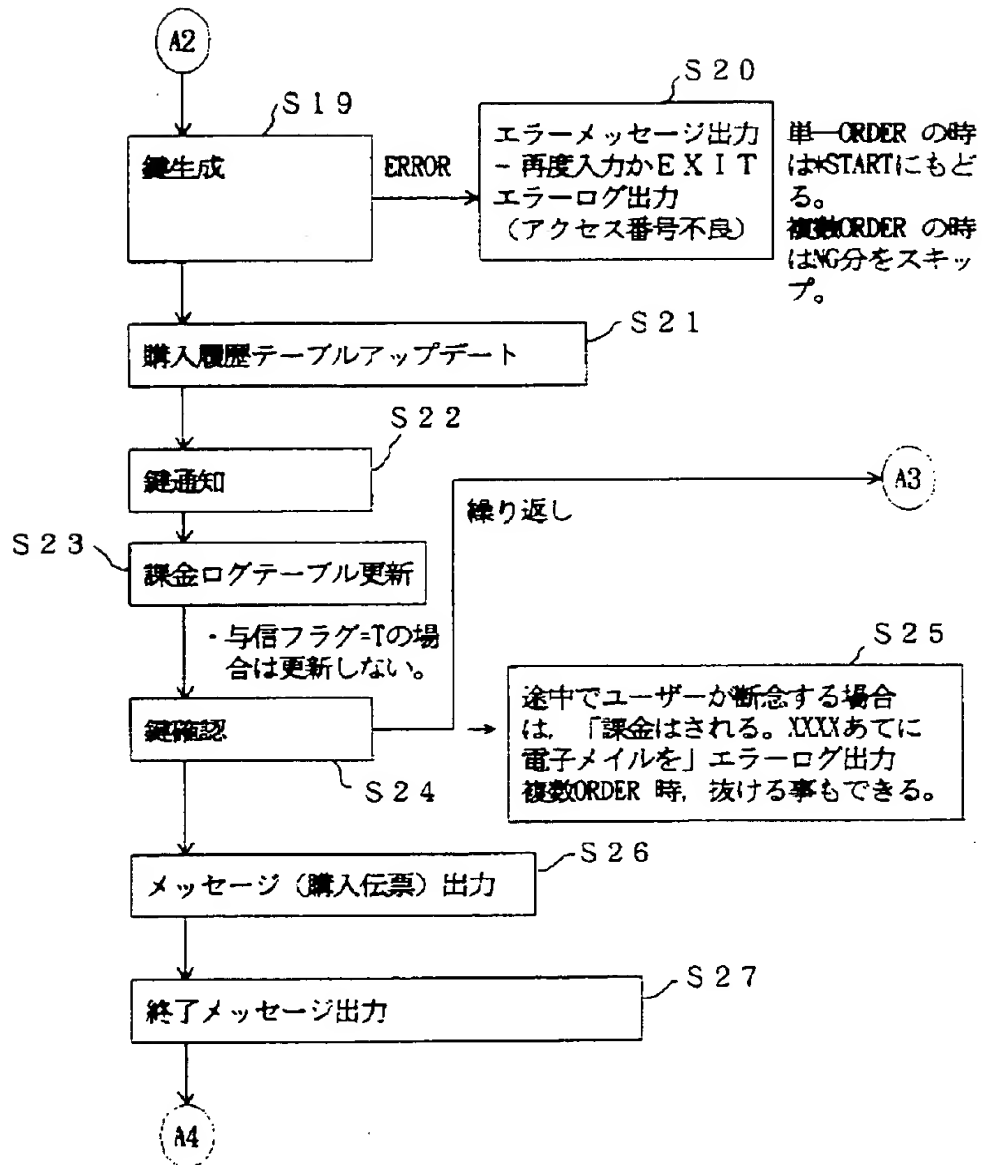 A2
S19
S20
鍵生成
ERROR
エラーメッセージ出力
－再度入力かEXIT
エラーログ出力
（アクセス番号不良）
単一ORDER の時
は*STARTにもど
る。
複数ORDER の時
はNG分をスキッ
プ。
S21
購入履歴テーブルアップデート
S22
鍵通知
A3
繰り返し
S23
課金ログテーブル更新
・与信フラグ=Tの場
合は更新しない。
S25
鍵確認
S24
途中でユーザーが断念する場合
は，「課金はされる。XXXXあてに
電子メイルを」エラーログ出力
複数ORDER 時，抜ける事もできる。
S26
メッセージ（購入伝票）出力
S27
終了メッセージ出力
A4